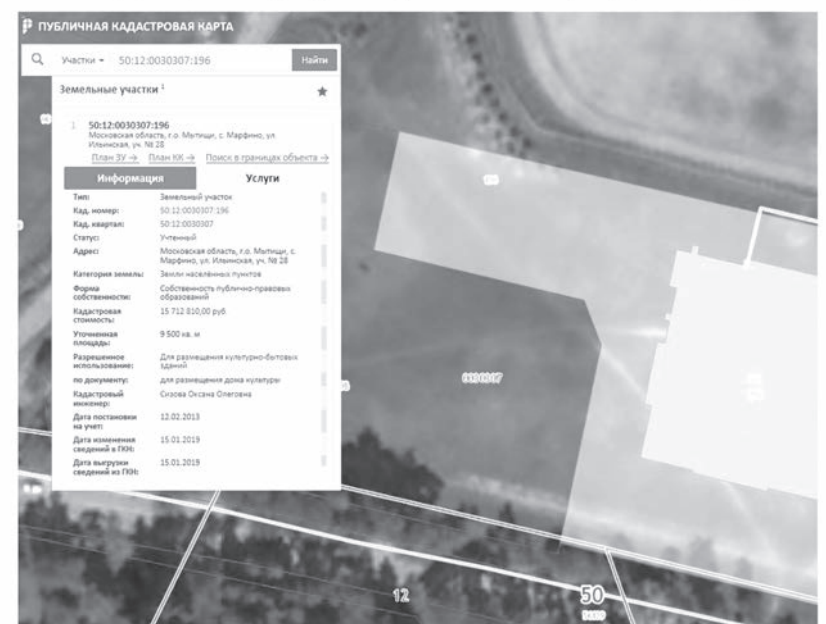 ПУБЛИЧНАЯ КАДАСТРОВАЯ КАРТА
Участки 50:12:0030307:196 Найти
Земельные участки 1
1 50:12:0030307:196
Московская область, г.о. Мытищи, с. Марфино, ул.
Ильинская, уч. № 28
План ЗУ → План КК → Поиск в границах объекта →
Информация Услуги
Тип: Земельный участок
Кад. номер: 50:12:0030307:196
Кад. квартал: 50:12:0030307
Статус: Учтенный
Адрес: Московская область, г.о. Мытищи, с.
Марфино, ул. Ильинская, уч. № 28
Категория земель: Земли населённых пунктов
Форма собственности: Собственность публично-правовых
образований
Кадастровая стоимость: 15 712 810,00 руб
Уточненная площадь: 9 500 кв. м
Разрешенное использование: Для размещения культурно-бытовых
зданий
по документу: для размещения дома культуры
Кадастровый инженер: Сизова Оксана Олеговна
Дата постановки на учет: 12.02.2013
Дата изменения сведений в ГКН: 15.01.2019
Дата выгрузки сведений из ГКН: 15.01.2019
0030307
12
50